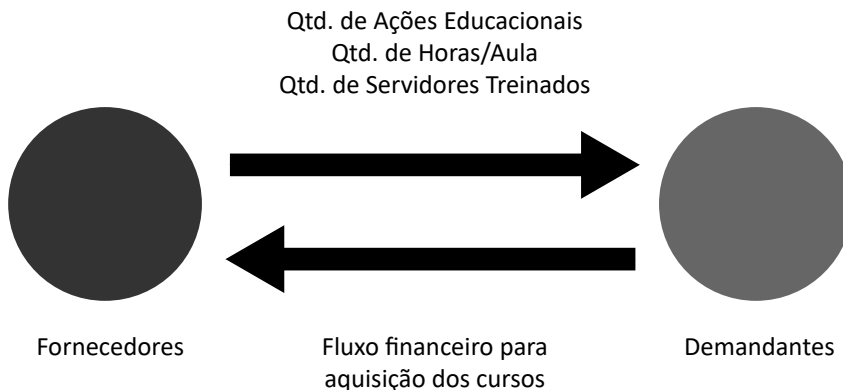 Qtd. de Ações Educacionais
Qtd. de Horas/Aula
Qtd. de Servidores Treinados
Fornecedores
Fluxo financeiro para
aquisição dos cursos
Demandantes